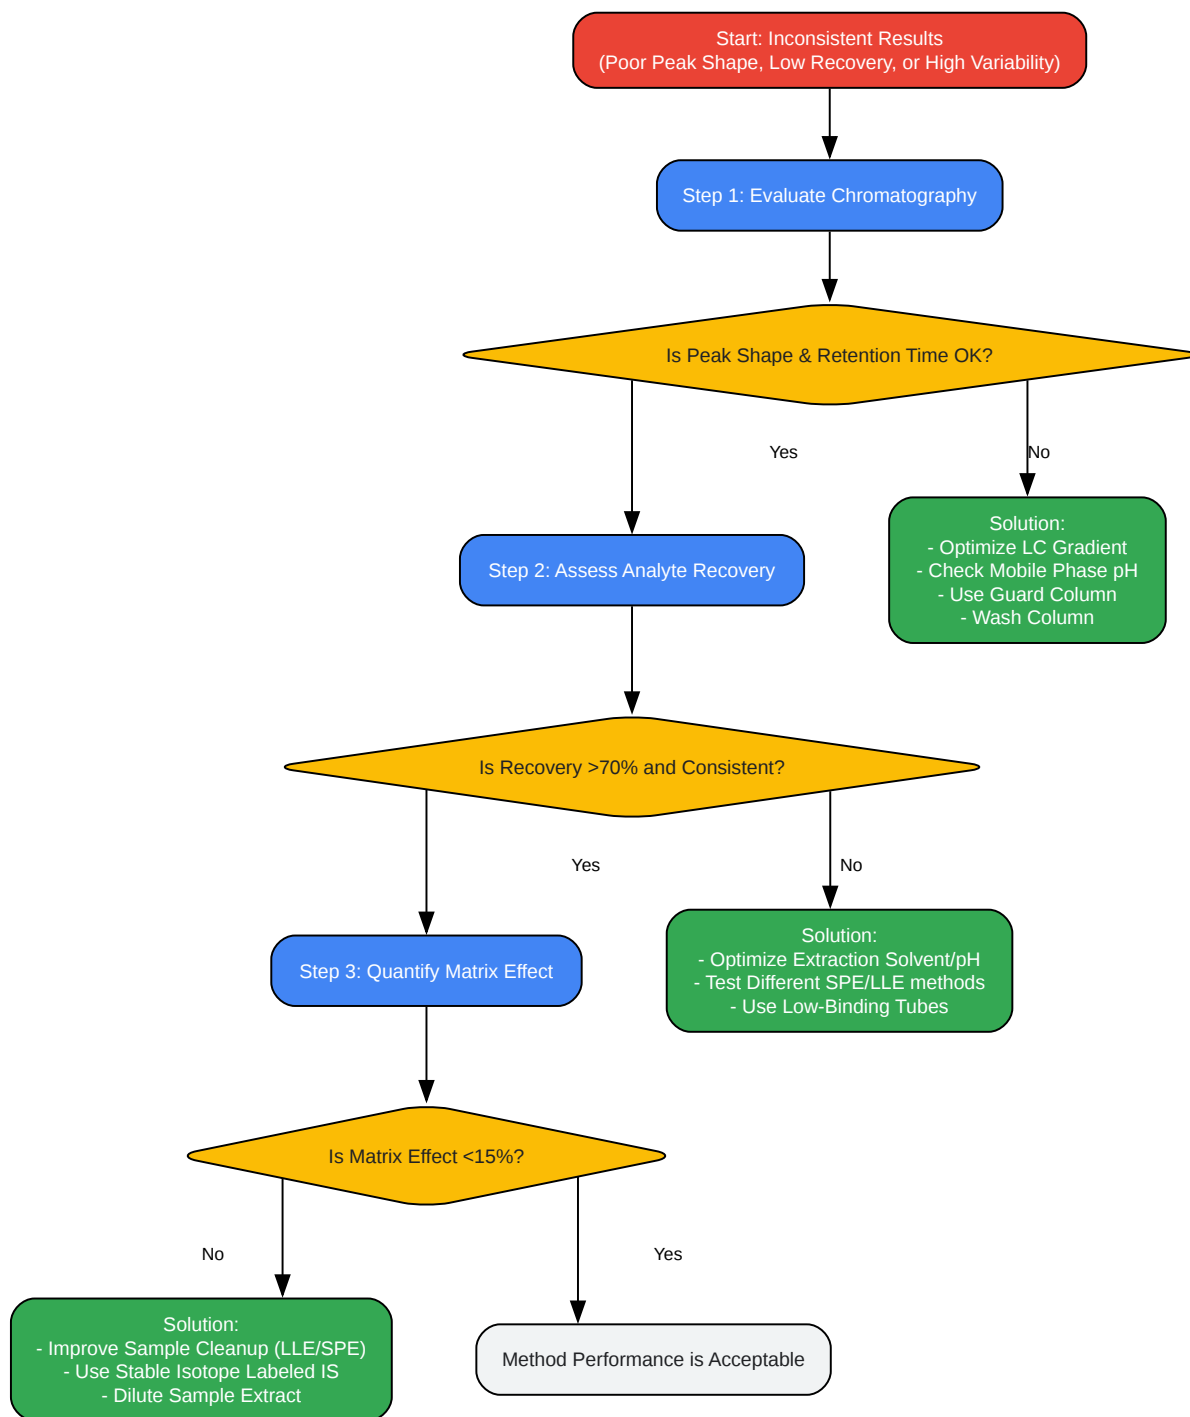 Start: Inconsistent Results
(Poor Peak Shape, Low Recovery, or High Variability)
Step 1: Evaluate Chromatography
Is Peak Shape & Retention Time OK?
Yes
No
Solution:
- Optimize LC Gradient
- Check Mobile Phase pH
- Use Guard Column
- Wash Column
Step 2: Assess Analyte Recovery
Is Recovery >70% and Consistent?
Yes
No
Solution:
- Optimize Extraction Solvent/pH
- Test Different SPE/LLE methods
- Use Low-Binding Tubes
Step 3: Quantify Matrix Effect
Is Matrix Effect <15%?
No
Yes
Solution:
- Improve Sample Cleanup (LLE/SPE)
- Use Stable Isotope Labeled IS
- Dilute Sample Extract
Method Performance is Acceptable